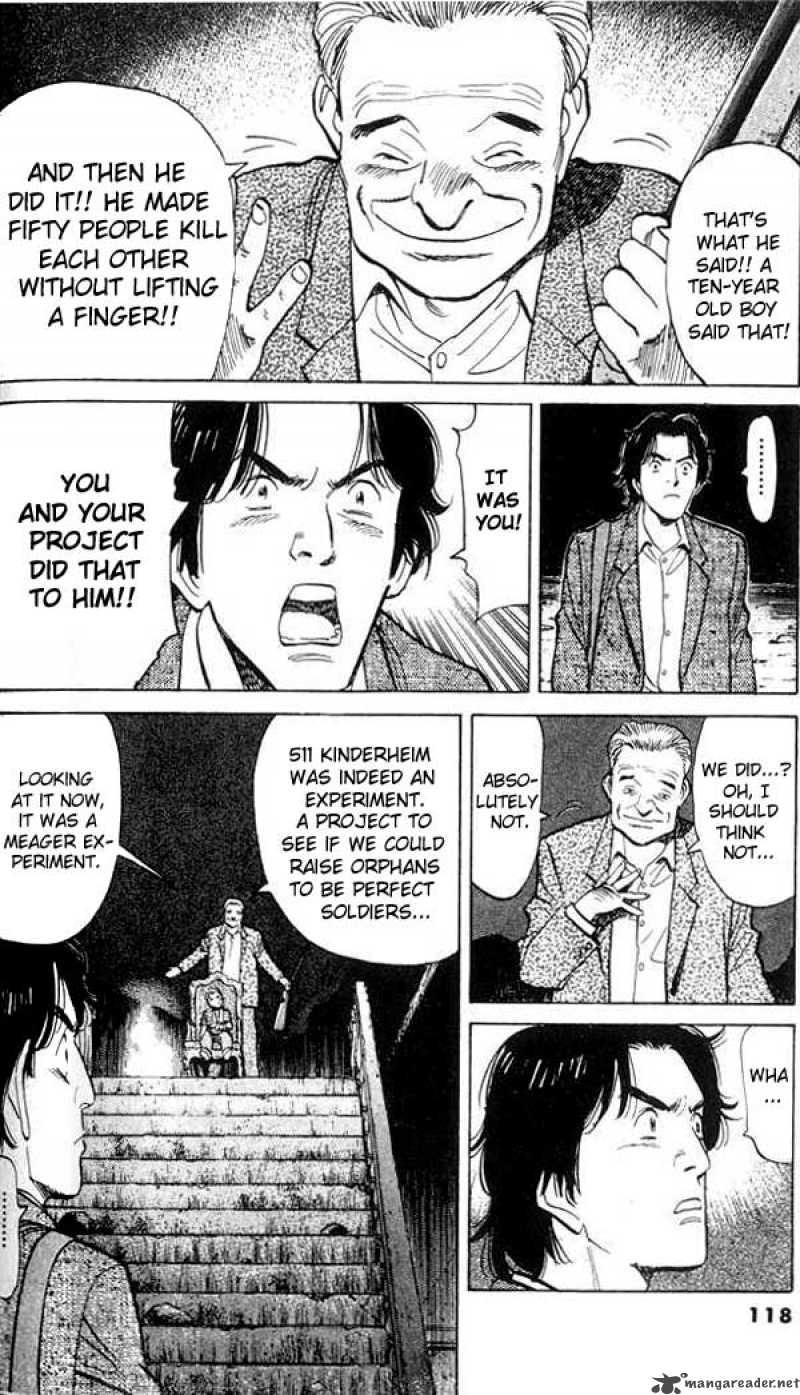 THAT'S
WHAT HE
SAID!! A
TEN-YEAR
OLD BOY
SAID THAT!
AND THEN HE
DID IT!! HE MADE
FIFTY PEOPLE KILL
EACH OTHER
WITHOUT LIFTING
A FINGER!!
........
IT
WAS
YOU!
YOU
AND YOUR
PROJECT
DID THAT
TO HIM!!
WE DID...?
OH, I
SHOULD
THINK
NOT...
ABSO-
LUTELY
NOT.
WHA
...
511 KINDERHEIM
WAS INDEED AN
EXPERIMENT.
A PROJECT TO
SEE IF WE COULD
RAISE ORPHANS
TO BE PERFECT
SOLDIERS...
LOOKING
AT IT NOW,
IT WAS A
MEAGER EX-
PERIMENT.
........
118
mangareader.net